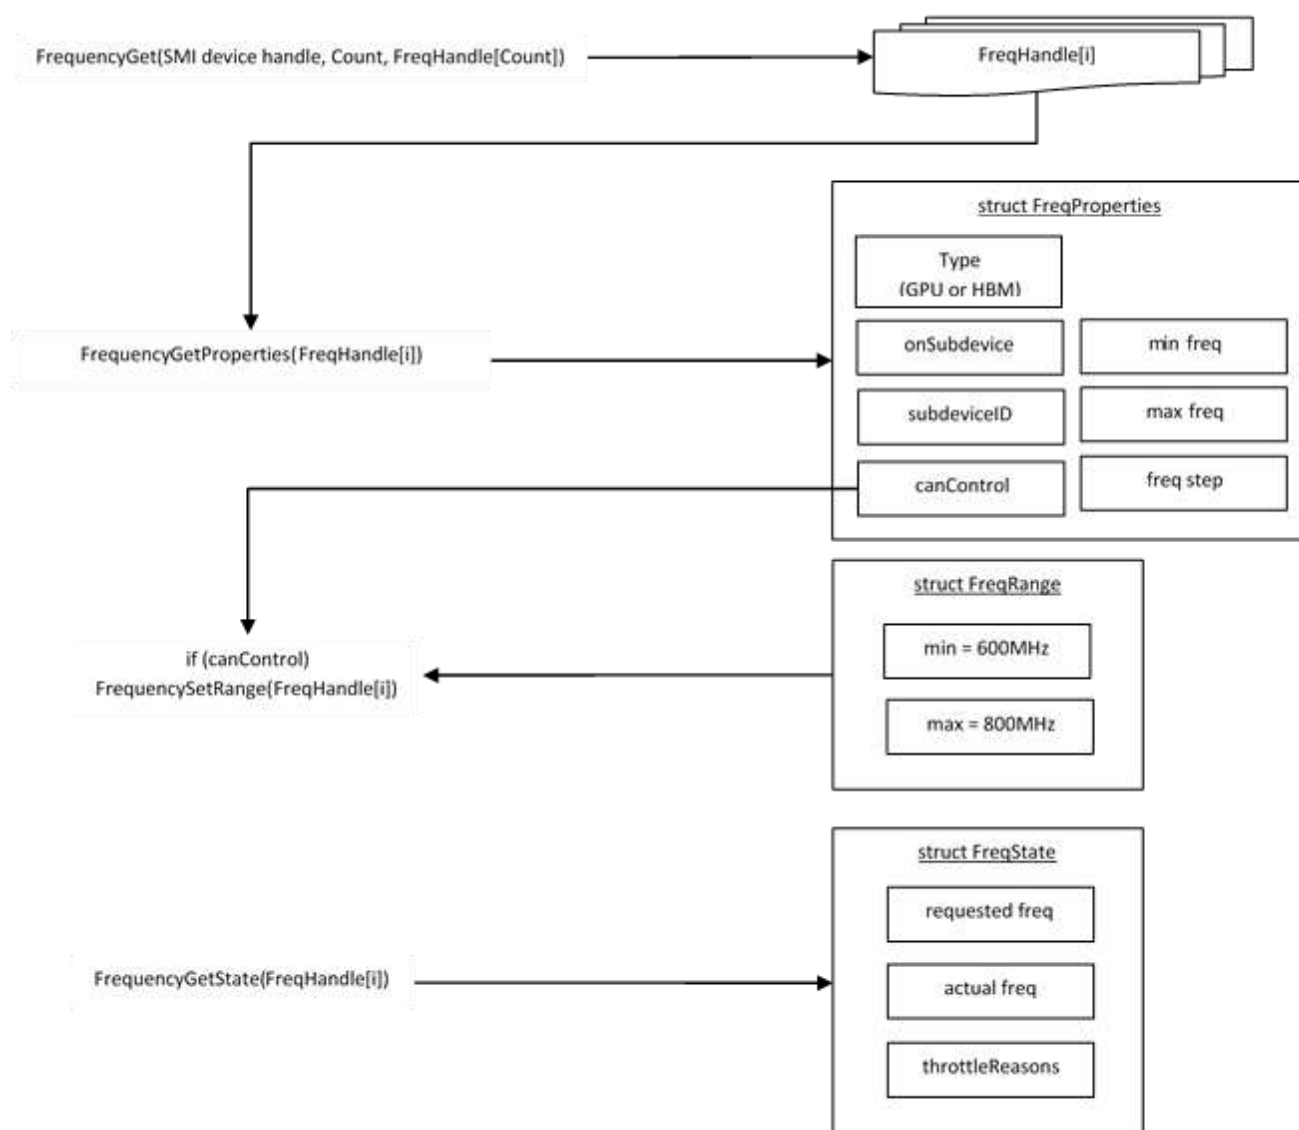 FrequencyGet(SMI device handle, Count, FreqHandle[Count])
FreqHandle[i]
struct FreqProperties
Type
(GPU or HBM)
FrequencyGetProperties(FreqHandle[i])
onSubdevice
min freq
subdeviceID
max freq
canControl
freq step
struct FreqRange
if (canControl)
FrequencySetRange(FreqHandle[i])
min = 600MHz
max = 800MHz
struct FreqState
requested freq
FrequencyGetState(FreqHandle[i])
actual freq
throttleReasons